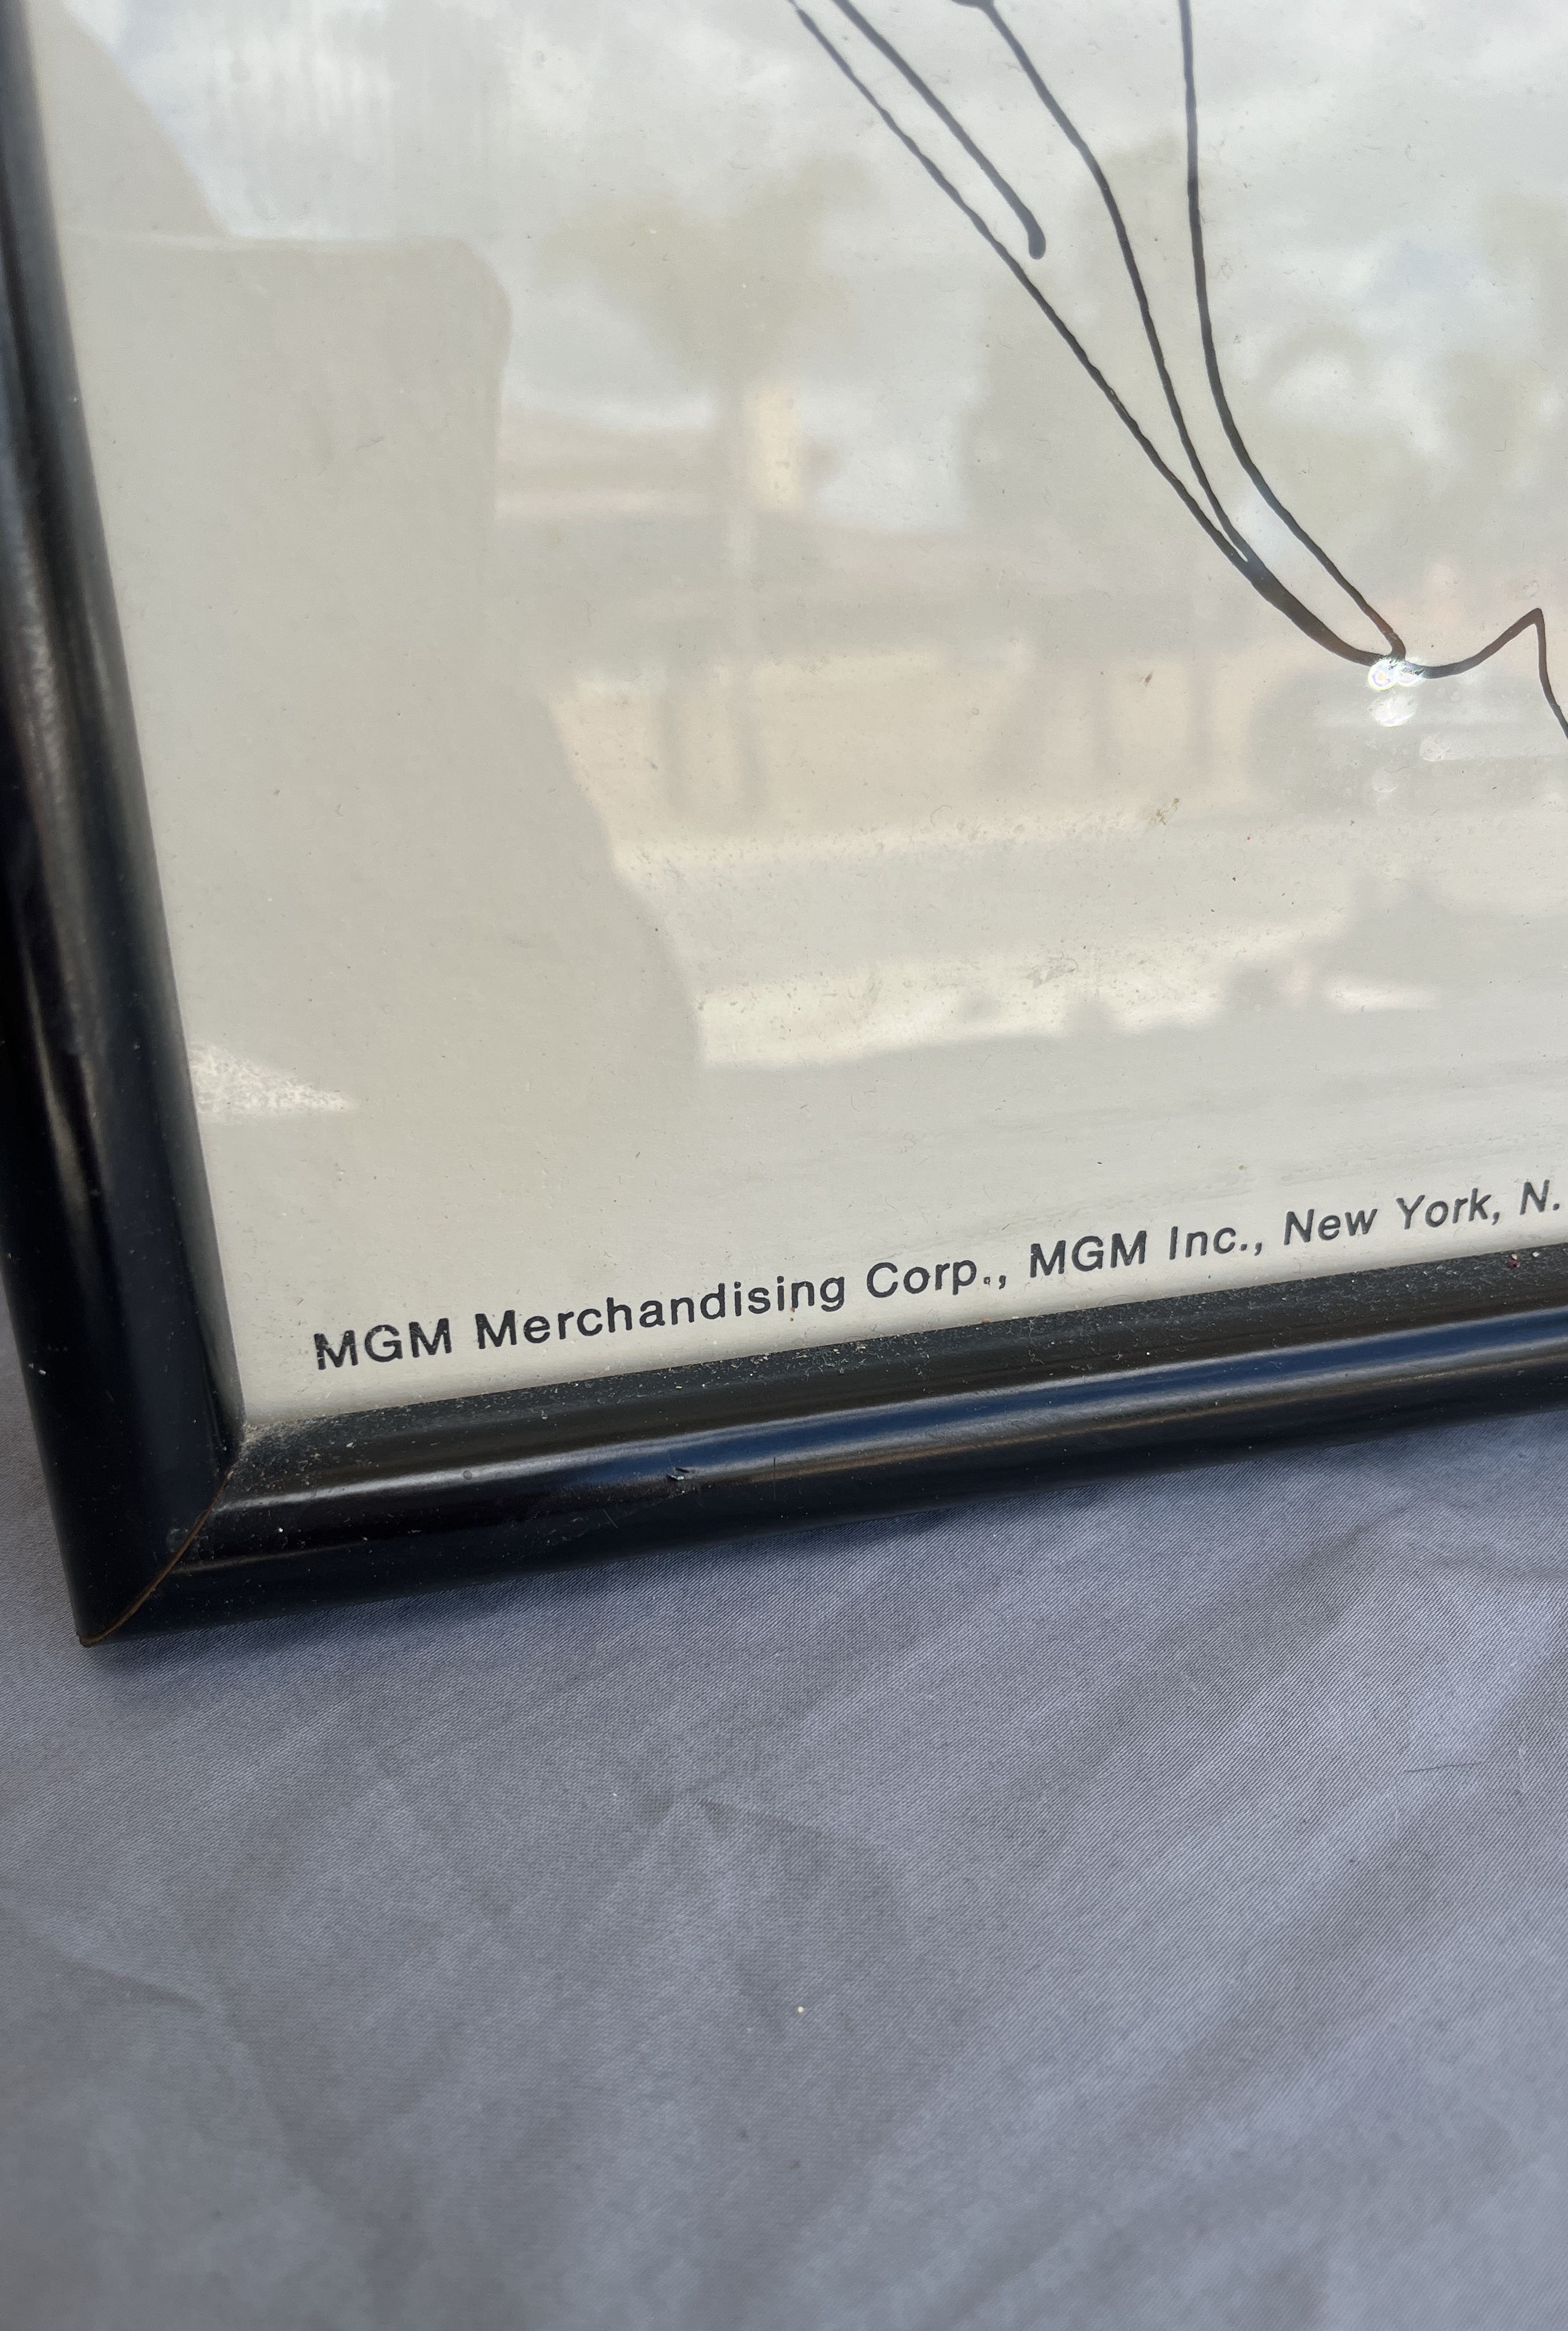 MGM Merchandising Corp., MGM Inc., New York, N.